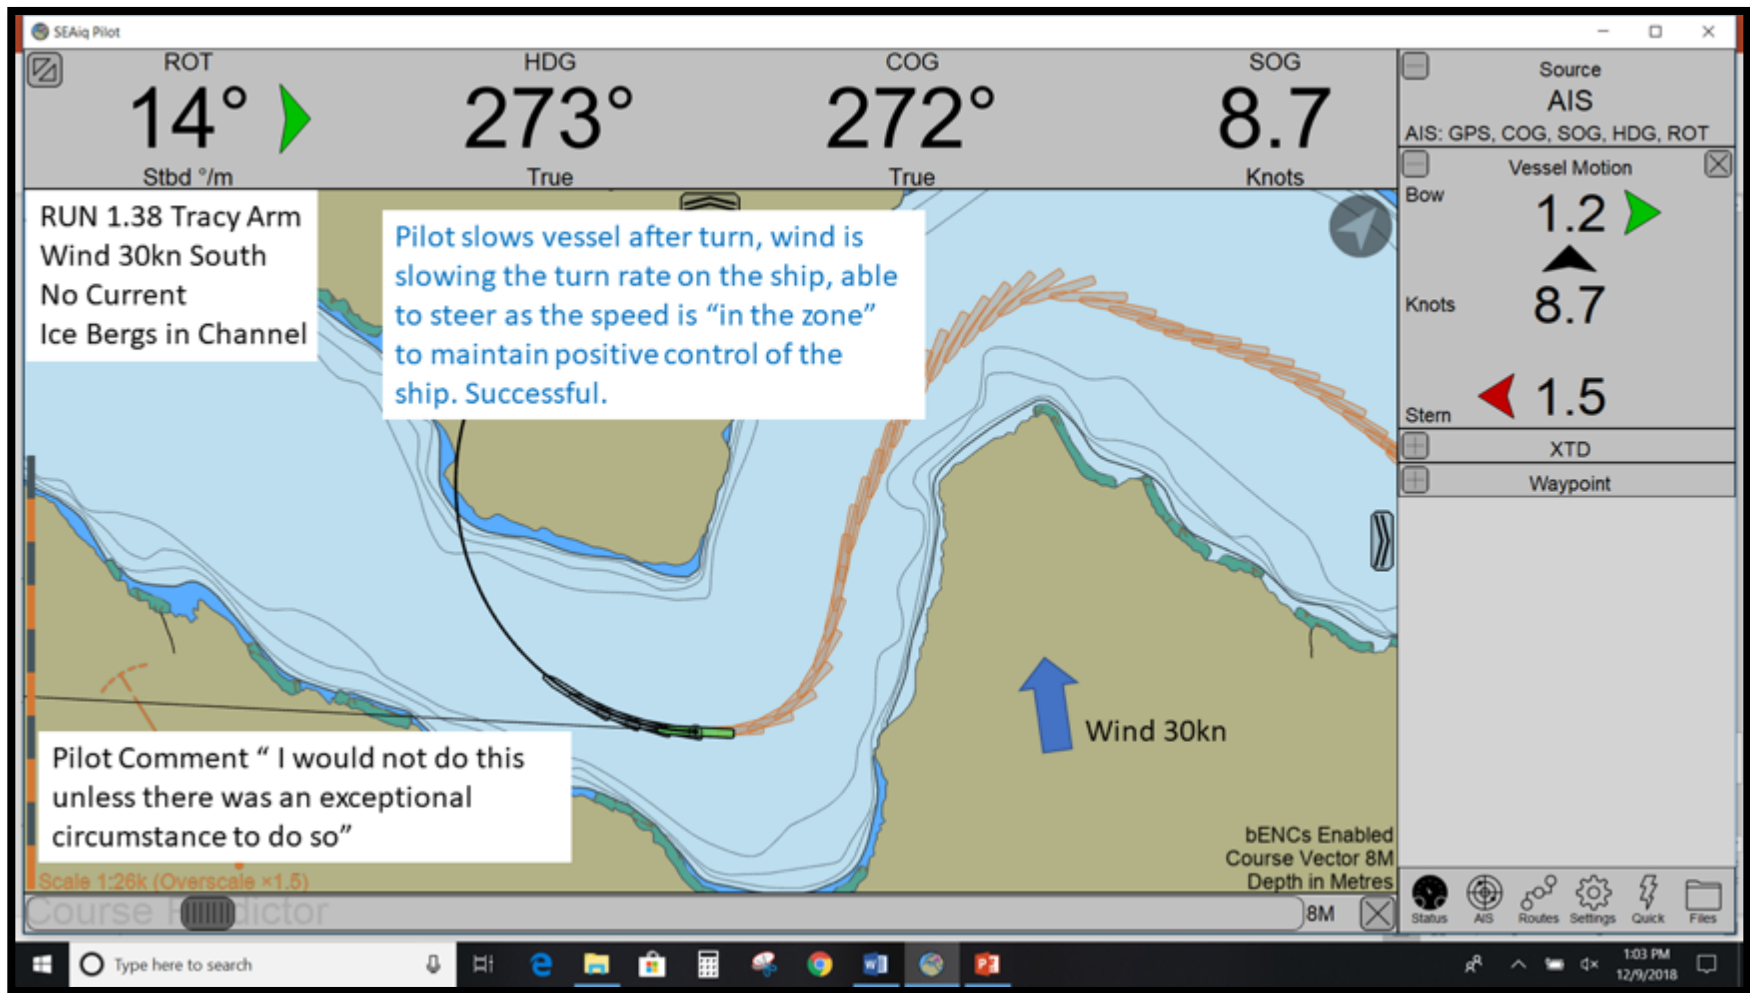 SEAiq Pilot
ROT
14°
Stbd °/m
HDG
273°
True
COG
272°
True
SOG
8.7
Knots
Source
AIS
AIS: GPS, COG, SOG, HDG, ROT
Vessel Motion
Bow
1.2
Knots
8.7
Stern
1.5
XTD
Waypoint
RUN 1.38 Tracy Arm
Wind 30kn South
No Current
Ice Bergs in Channel
Pilot slows vessel after turn, wind is
slowing the turn rate on the ship, able
to steer as the speed is “in the zone”
to maintain positive control of the
ship. Successful.
Wind 30kn
Pilot Comment “ I would not do this
unless there was an exceptional
circumstance to do so”
bENCs Enabled
Course Vector 8M
Depth in Metres
Scale 1:26k (Overscale ×1.5)
Course
8M
Status
AIS
Routes
Settings
Quick
Files
Type here to search
1:03 PM
12/9/2018